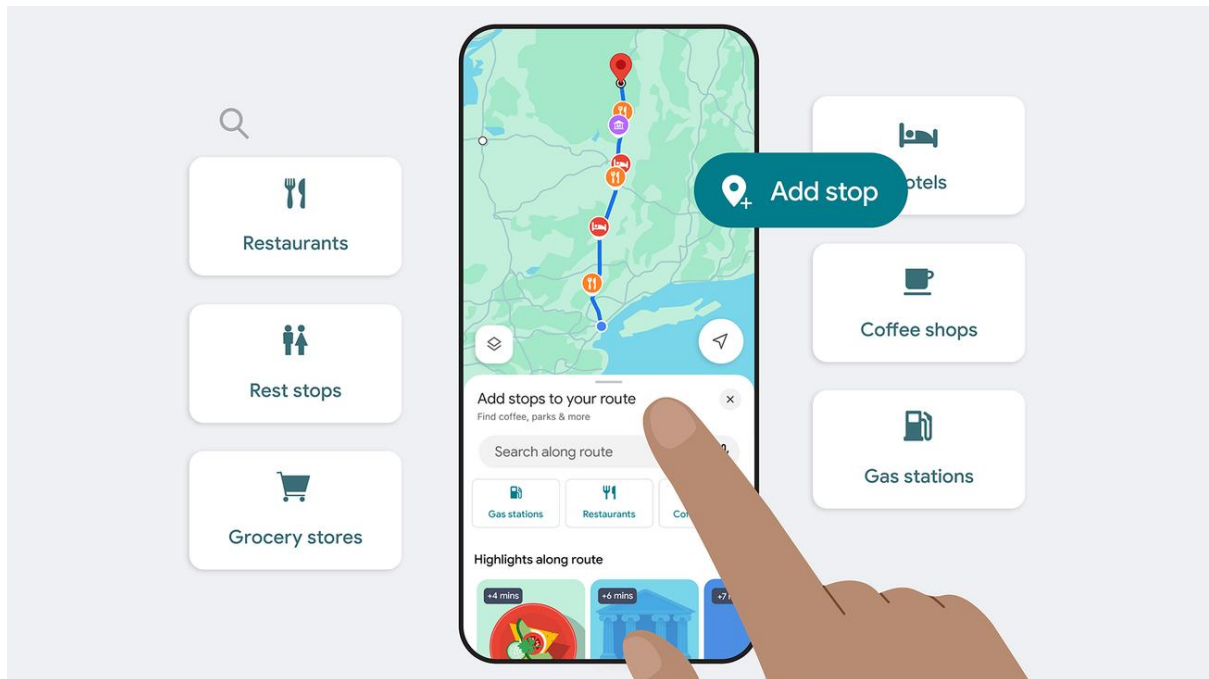 Restaurants
Rest stops
Grocery stores
Add stop
Coffee shops
Gas stations
Add stops to your route
Find coffee, parks & more
Search along route
Gas stations
Restaurants
Highlights along route
+4 mins
+6 mins